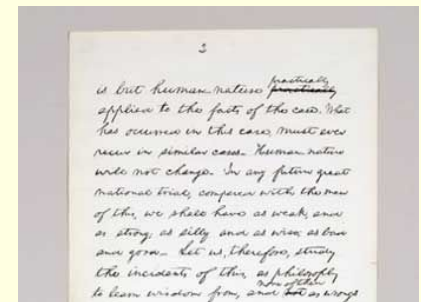 2
practically
is but human nature practically
applied to the facts of the case. What
has occurred in this case, must ever
recur in similar cases. Human nature
will not change. In any future great
national trial, compared with the men
of this, we shall have as weak, and
as strong; as silly and as wise; as bad
and good. Let us, therefore, study
the incidents of this, as philosophy
none of them
to learn wisdom from, and not as wrongs